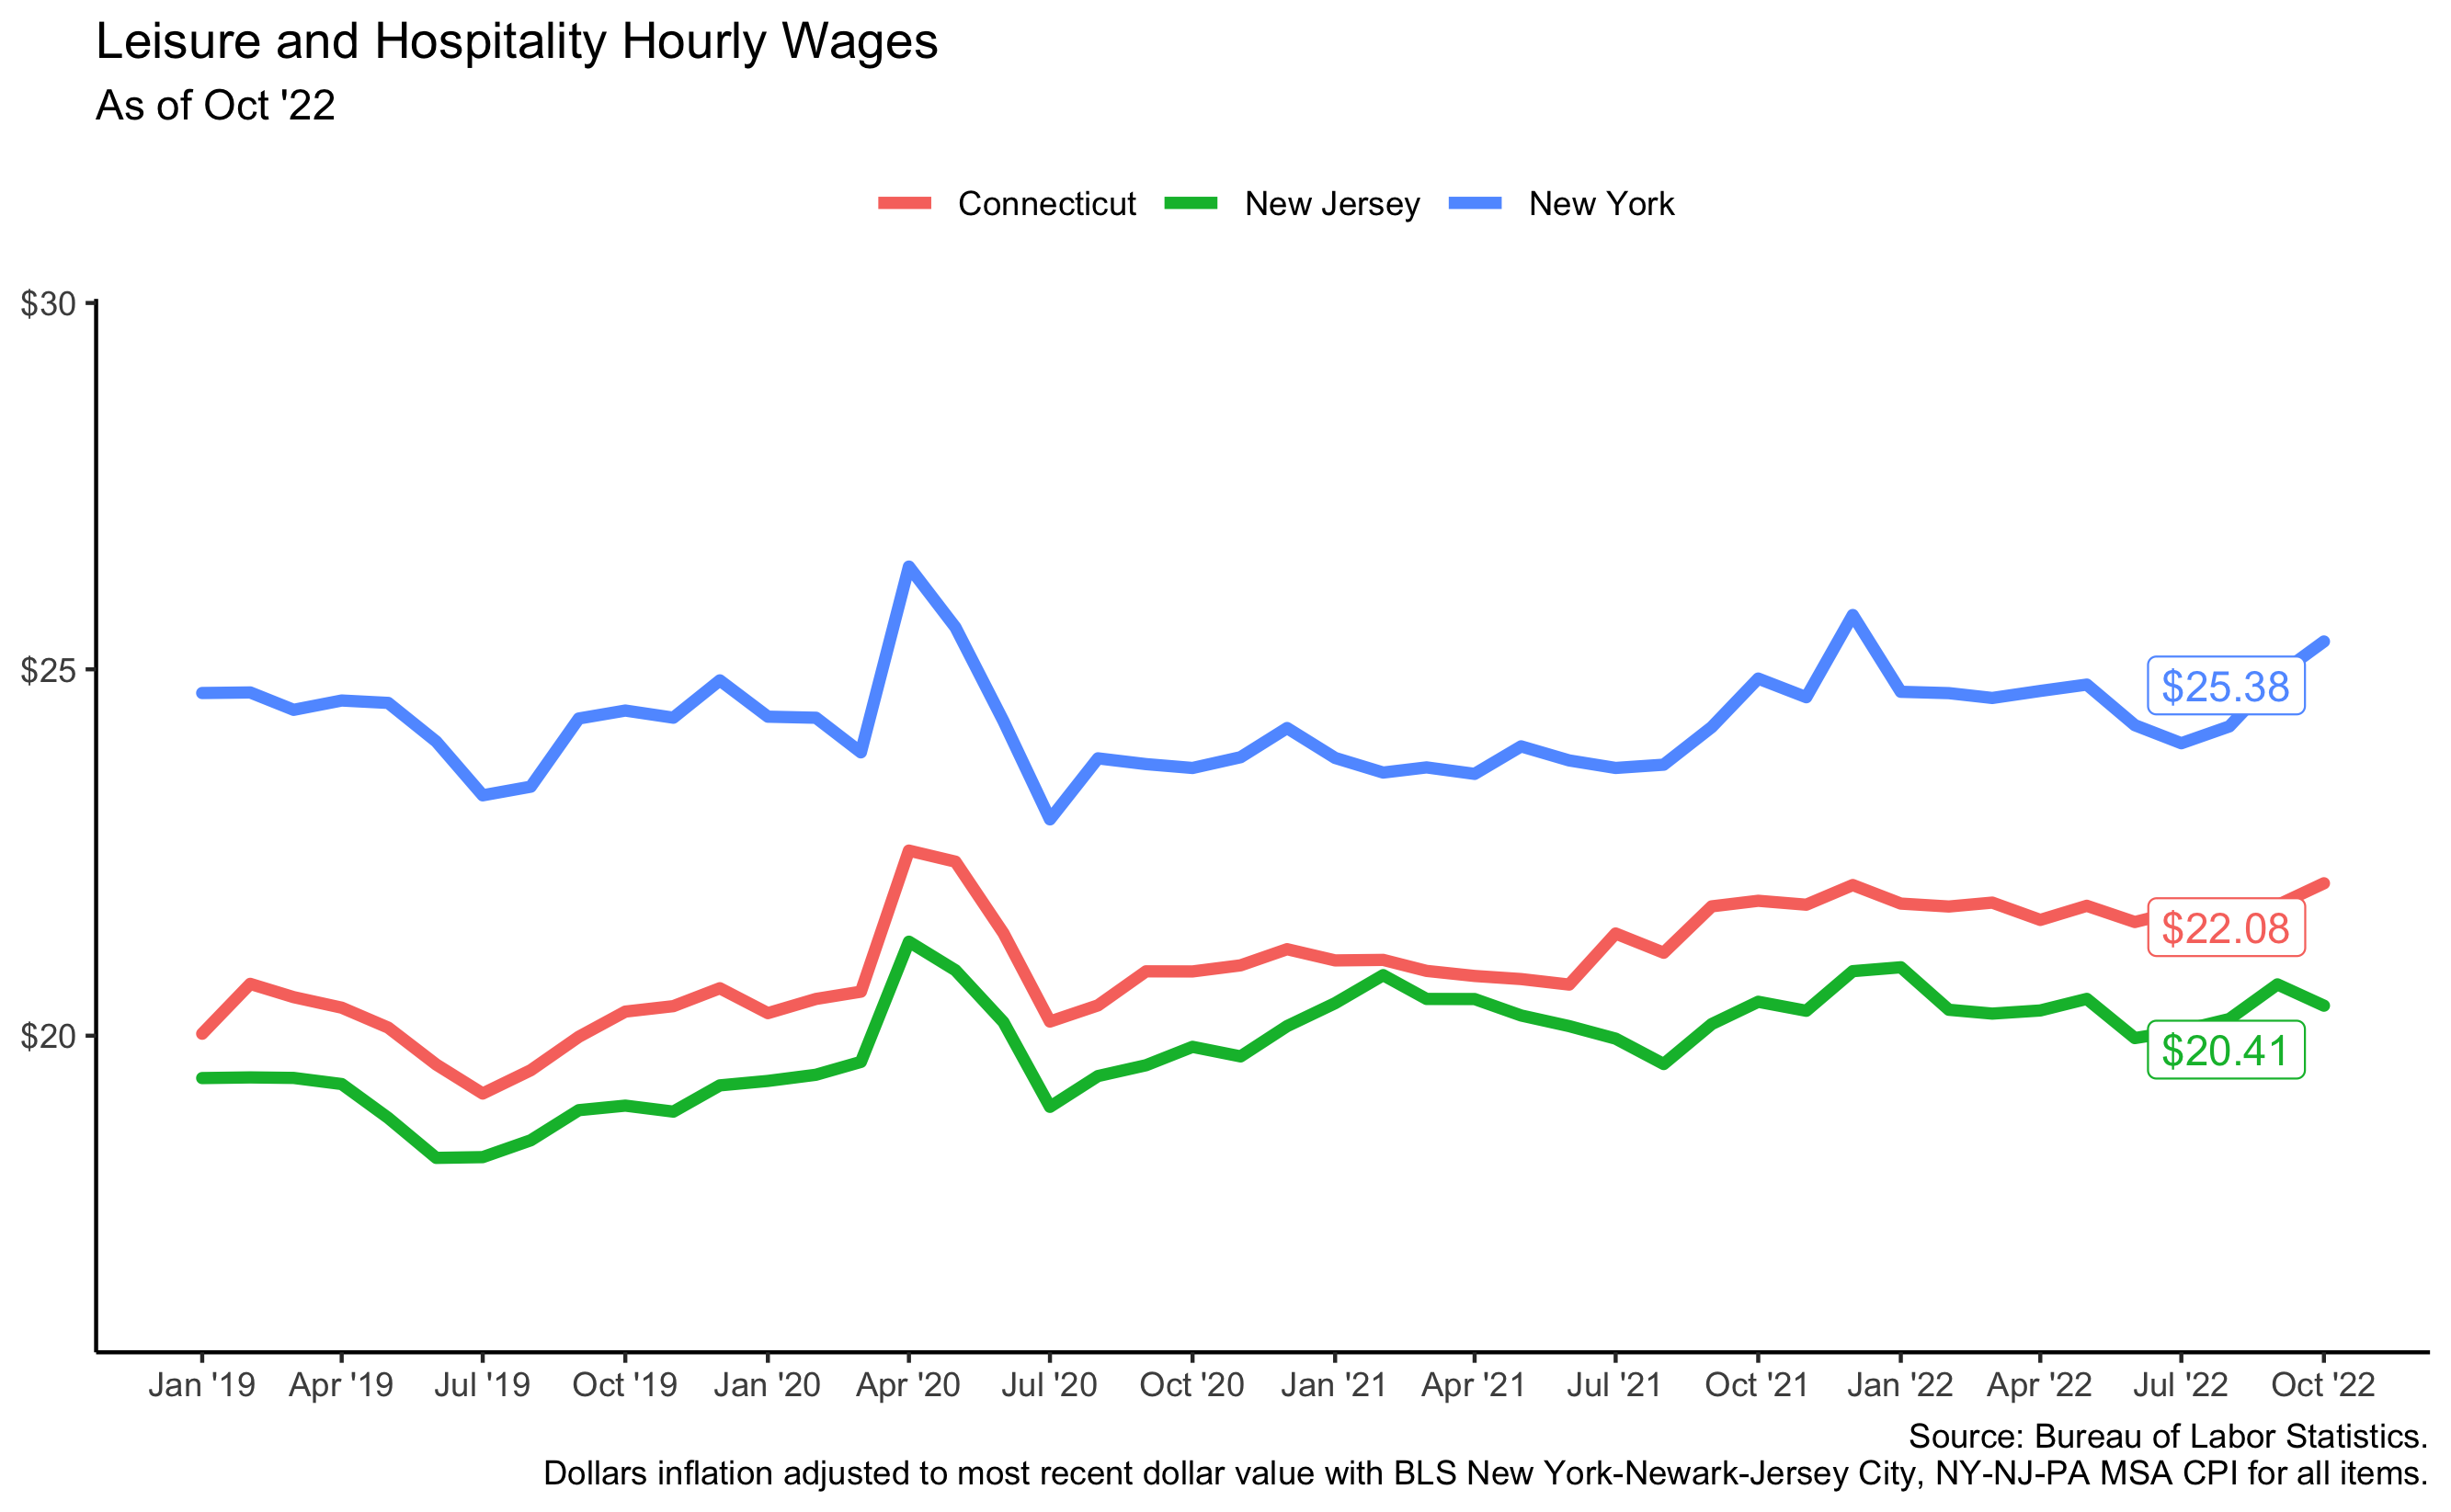 Leisure and Hospitality Hourly Wages
As of Oct '22
Connecticut New Jersey New York
$30
$25
$20
$25.38
$22.08
$20.41
Jan '19 Apr '19 Jul '19 Oct '19 Jan '20 Apr '20 Jul '20 Oct '20 Jan '21 Apr '21 Jul '21 Oct '21 Jan '22 Apr '22 Jul '22 Oct '22
Source: Bureau of Labor Statistics.
Dollars inflation adjusted to most recent dollar value with BLS New York-Newark-Jersey City, NY-NJ-PA MSA CPI for all items.